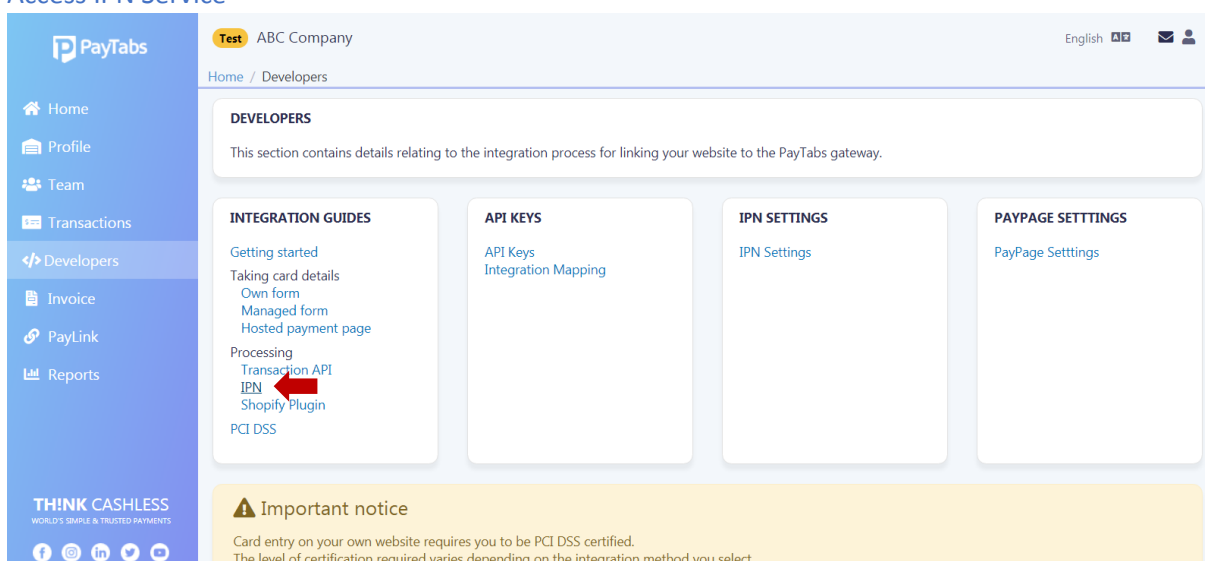 Access IPN Service
PayTabs
Test ABC Company
English
Home / Developers
Home
Profile
Team
Transactions
</> Developers
Invoice
PayLink
Reports
TH!NK CASHLESS
WORLD'S SIMPLE & TRUSTED PAYMENTS
DEVELOPERS
This section contains details relating to the integration process for linking your website to the PayTabs gateway.
INTEGRATION GUIDES
Getting started
Taking card details
Own form
Managed form
Hosted payment page
Processing
Transaction API
IPN
Shopify Plugin
PCI DSS
API KEYS
API Keys
Integration Mapping
IPN SETTINGS
IPN Settings
PAYPAGE SETTTINGS
PayPage Setttings
Important notice
Card entry on your own website requires you to be PCI DSS certified.
The level of certification required varies depending on the integration method you select.